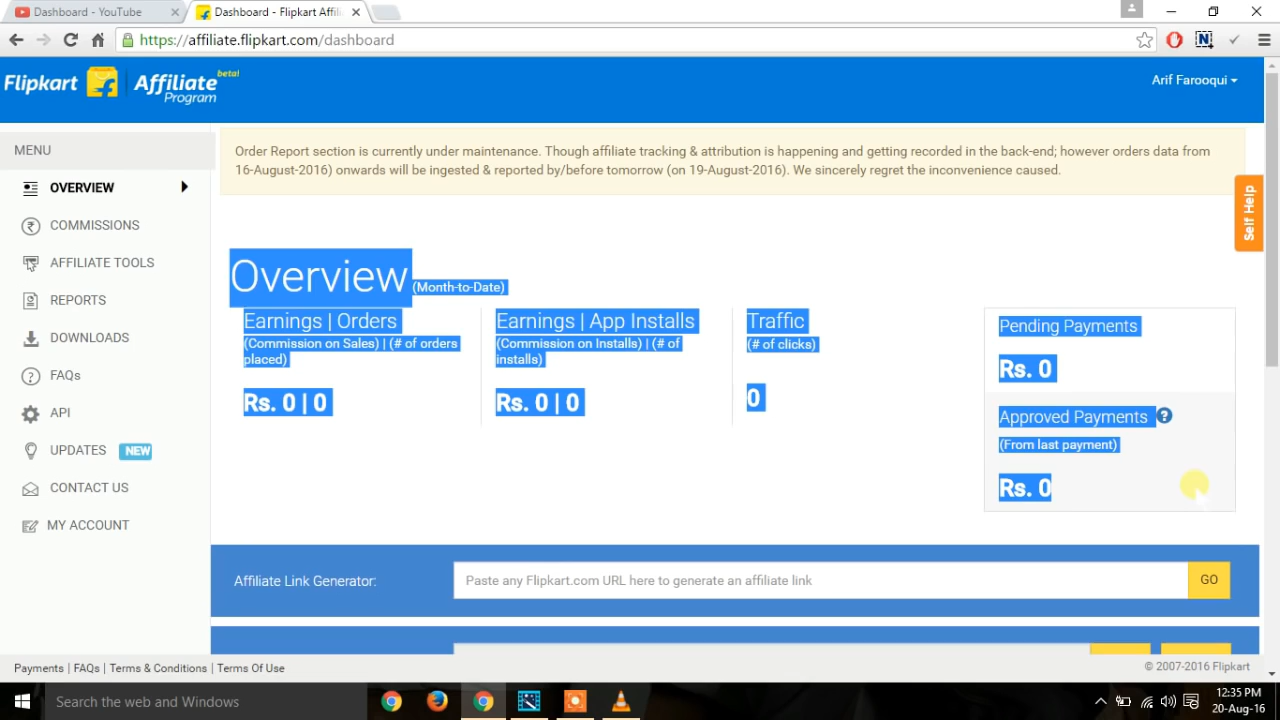 Dashboard - YouTube
Dashboard - Flipkart Affili
https://affiliate.flipkart.com/dashboard
Flipkart Affiliate Program beta!
Arif Farooqui
MENU
OVERVIEW
COMMISSIONS
AFFILIATE TOOLS
REPORTS
DOWNLOADS
FAQs
API
UPDATES NEW
CONTACT US
MY ACCOUNT
Order Report section is currently under maintenance. Though affiliate tracking & attribution is happening and getting recorded in the back-end; however orders data from
16-August-2016) onwards will be ingested & reported by/before tomorrow (on 19-August-2016). We sincerely regret the inconvenience caused.
Self Help
Overview (Month-to-Date)
Earnings | Orders
(Commission on Sales) | (# of orders
placed)
Rs. 0 | 0
Earnings | App Installs
(Commission on Installs) | (# of
installs)
Rs. 0 | 0
Traffic
(# of clicks)
0
Pending Payments
Rs. 0
Approved Payments ?
(From last payment)
Rs. 0
Affiliate Link Generator:
Paste any Flipkart.com URL here to generate an affiliate link
GO
Payments | FAQs | Terms & Conditions | Terms Of Use
© 2007-2016 Flipkart
Search the web and Windows
12:35 PM
20-Aug-16